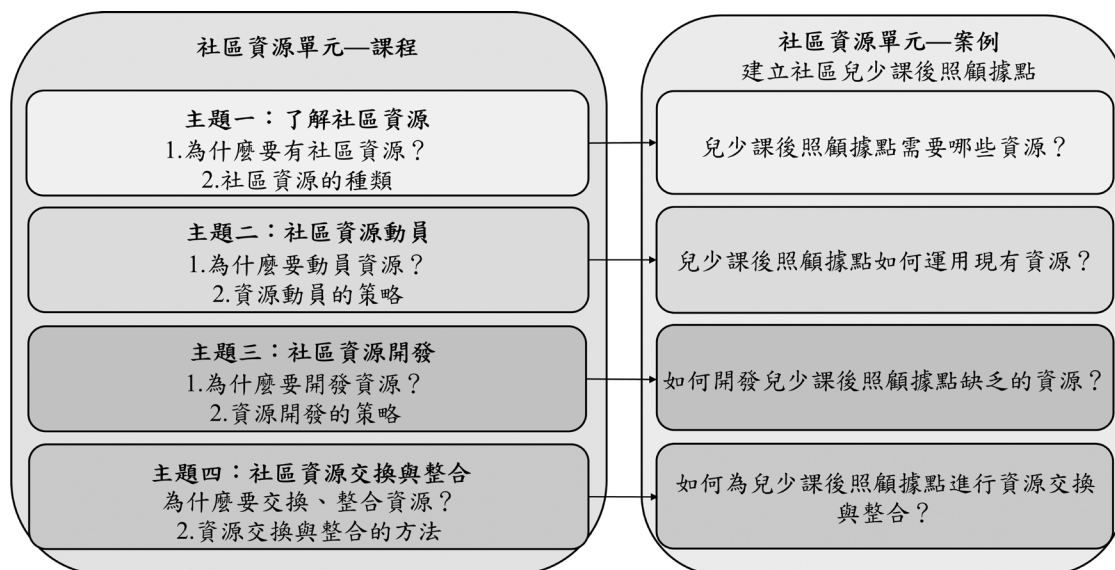 社區資源單元—課程
主題一：了解社區資源
1.為什麼要有社區資源？
2.社區資源的種類
主題二：社區資源動員
1.為什麼要動員資源？
2.資源動員的策略
主題三：社區資源開發
1.為什麼要開發資源？
2.資源開發的策略
主題四：社區資源交換與整合
為什麼要交換、整合資源？
2.資源交換與整合的方法
社區資源單元—案例
建立社區兒少課後照顧據點
兒少課後照顧據點需要哪些資源？
兒少課後照顧據點如何運用現有資源？
如何開發兒少課後照顧據點缺乏的資源？
如何為兒少課後照顧據點進行資源交換
與整合？